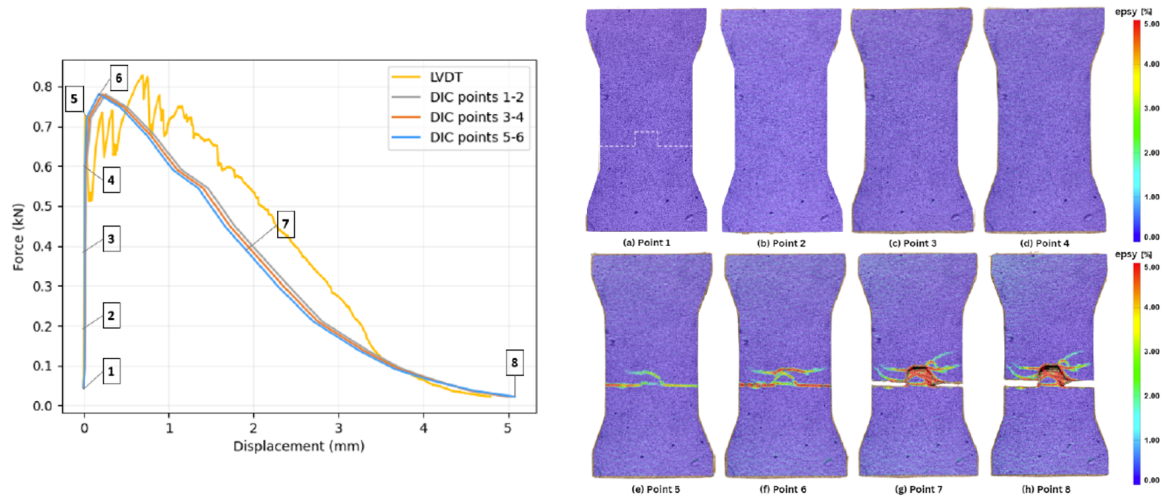 LVDT
DIC points 1-2
DIC points 3-4
DIC points 5-6
Force (kN)
0.8
0.7
0.6
0.5
0.4
0.3
0.2
0.1
0.0
0 1 2 3 4 5
Displacement (mm)
1
2
3
4
5
6
7
8
epsy [%]
5.00
4.00
3.00
2.00
1.00
0.00
(a) Point 1
(b) Point 2
(c) Point 3
(d) Point 4
epsy [%]
5.00
4.00
3.00
2.00
1.00
0.00
(e) Point 5
(f) Point 6
(g) Point 7
(h) Point 8